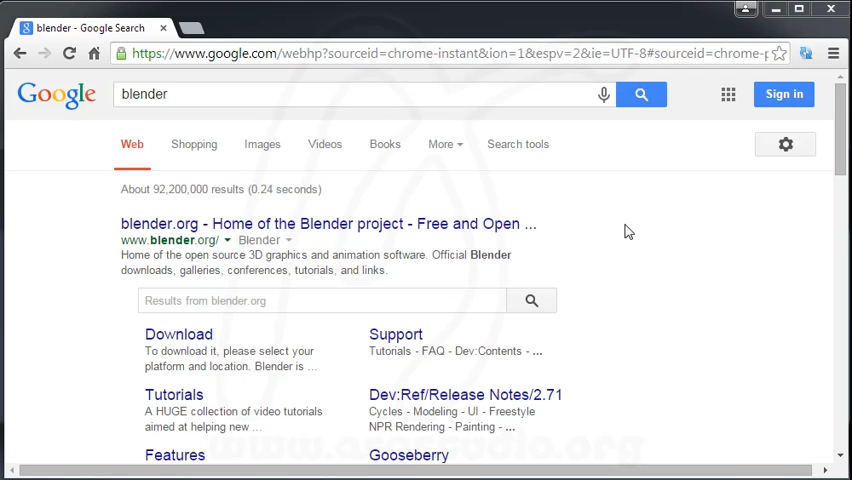 blender - Google Search
https://www.google.com/webhp?sourceid=chrome-instant&ion=1&espv=2&ie=UTF-8#sourceid=chrome-p
Google
blender
Sign in
Web Shopping Images Videos Books More Search tools
About 92,200,000 results (0.24 seconds)
blender.org - Home of the Blender project - Free and Open ...
www.blender.org/ Blender
Home of the open source 3D graphics and animation software. Official Blender
downloads, galleries, conferences, tutorials, and links.
Results from blender.org
Download
To download it, please select your
platform and location. Blender is ...
Support
Tutorials - FAQ - Dev:Contents - ...
Tutorials
A HUGE collection of video tutorials
aimed at helping new ...
Dev:Ref/Release Notes/2.71
Cycles - Modeling - UI - Freestyle
NPR Rendering - Painting - ...
Features
Gooseberry